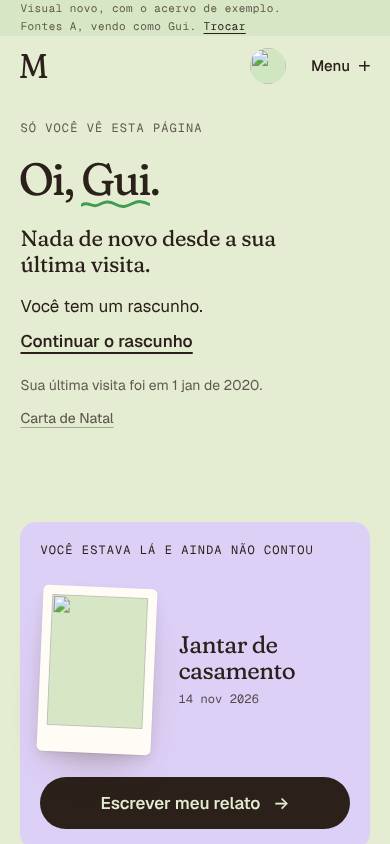 Visual novo, com o acervo de exemplo.
Fontes A, vendo como Gui. Trocar
M
Menu +
SÓ VOCÊ VÊ ESTA PÁGINA
Oi, Gui.
Nada de novo desde a sua
última visita.
Você tem um rascunho.
Continuar o rascunho
Sua última visita foi em 1 jan de 2020.
Carta de Natal
VOCÊ ESTAVA LÁ E AINDA NÃO CONTOU
Jantar de
casamento
14 nov 2026
Escrever meu relato →